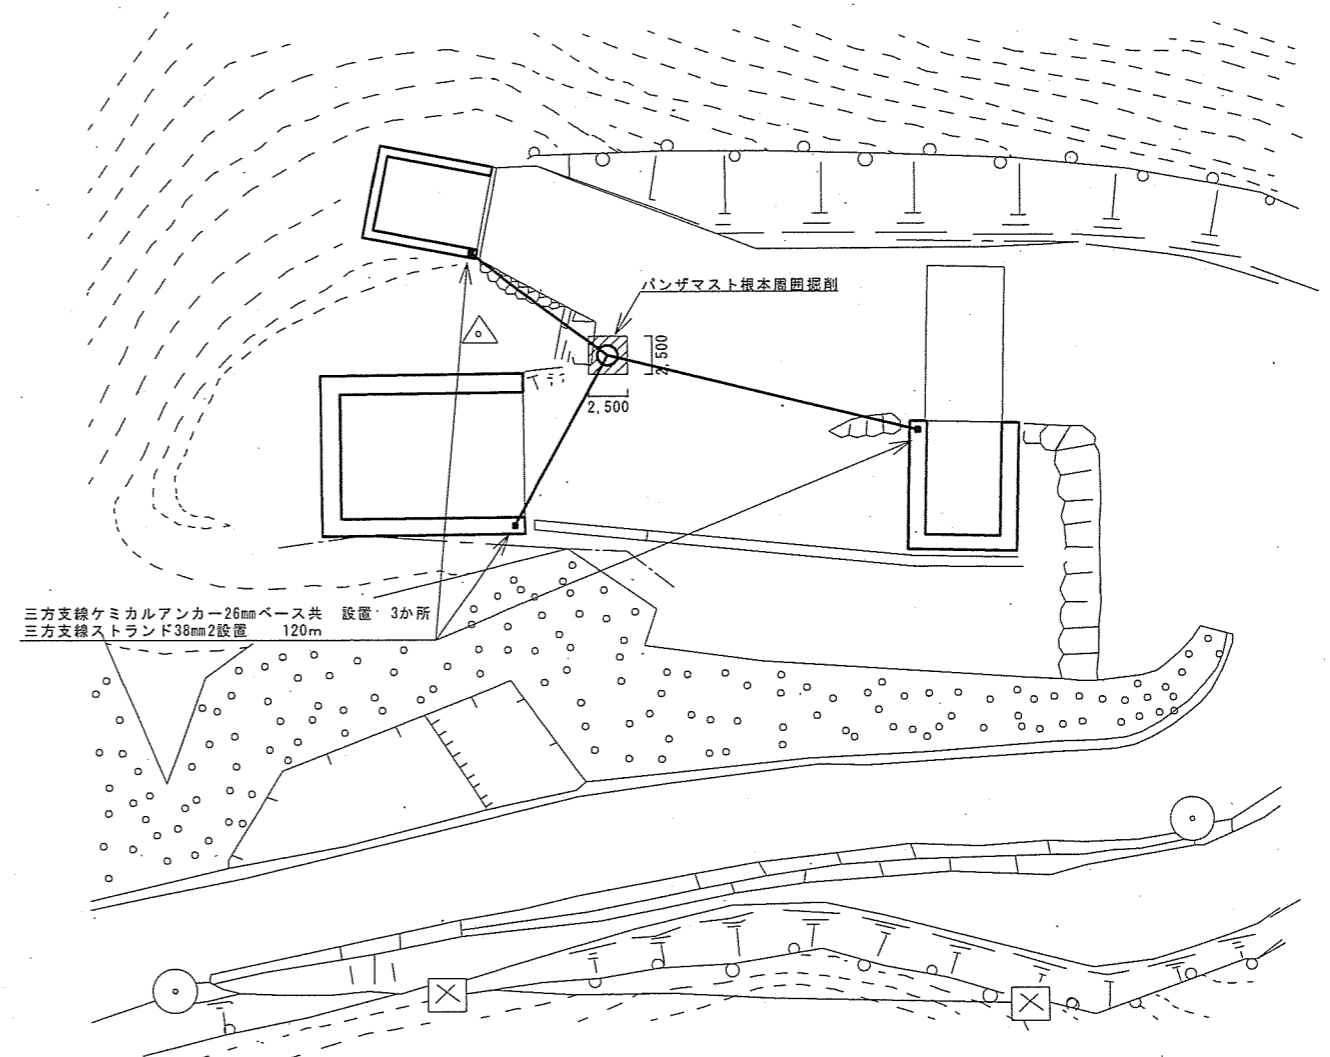 パンザマスト根本周囲掘削
2,500
2,500
三方支線ケミカルアンカー26㎜ベース共 設置 3か所
三方支線ストランド38㎜2設置 120m